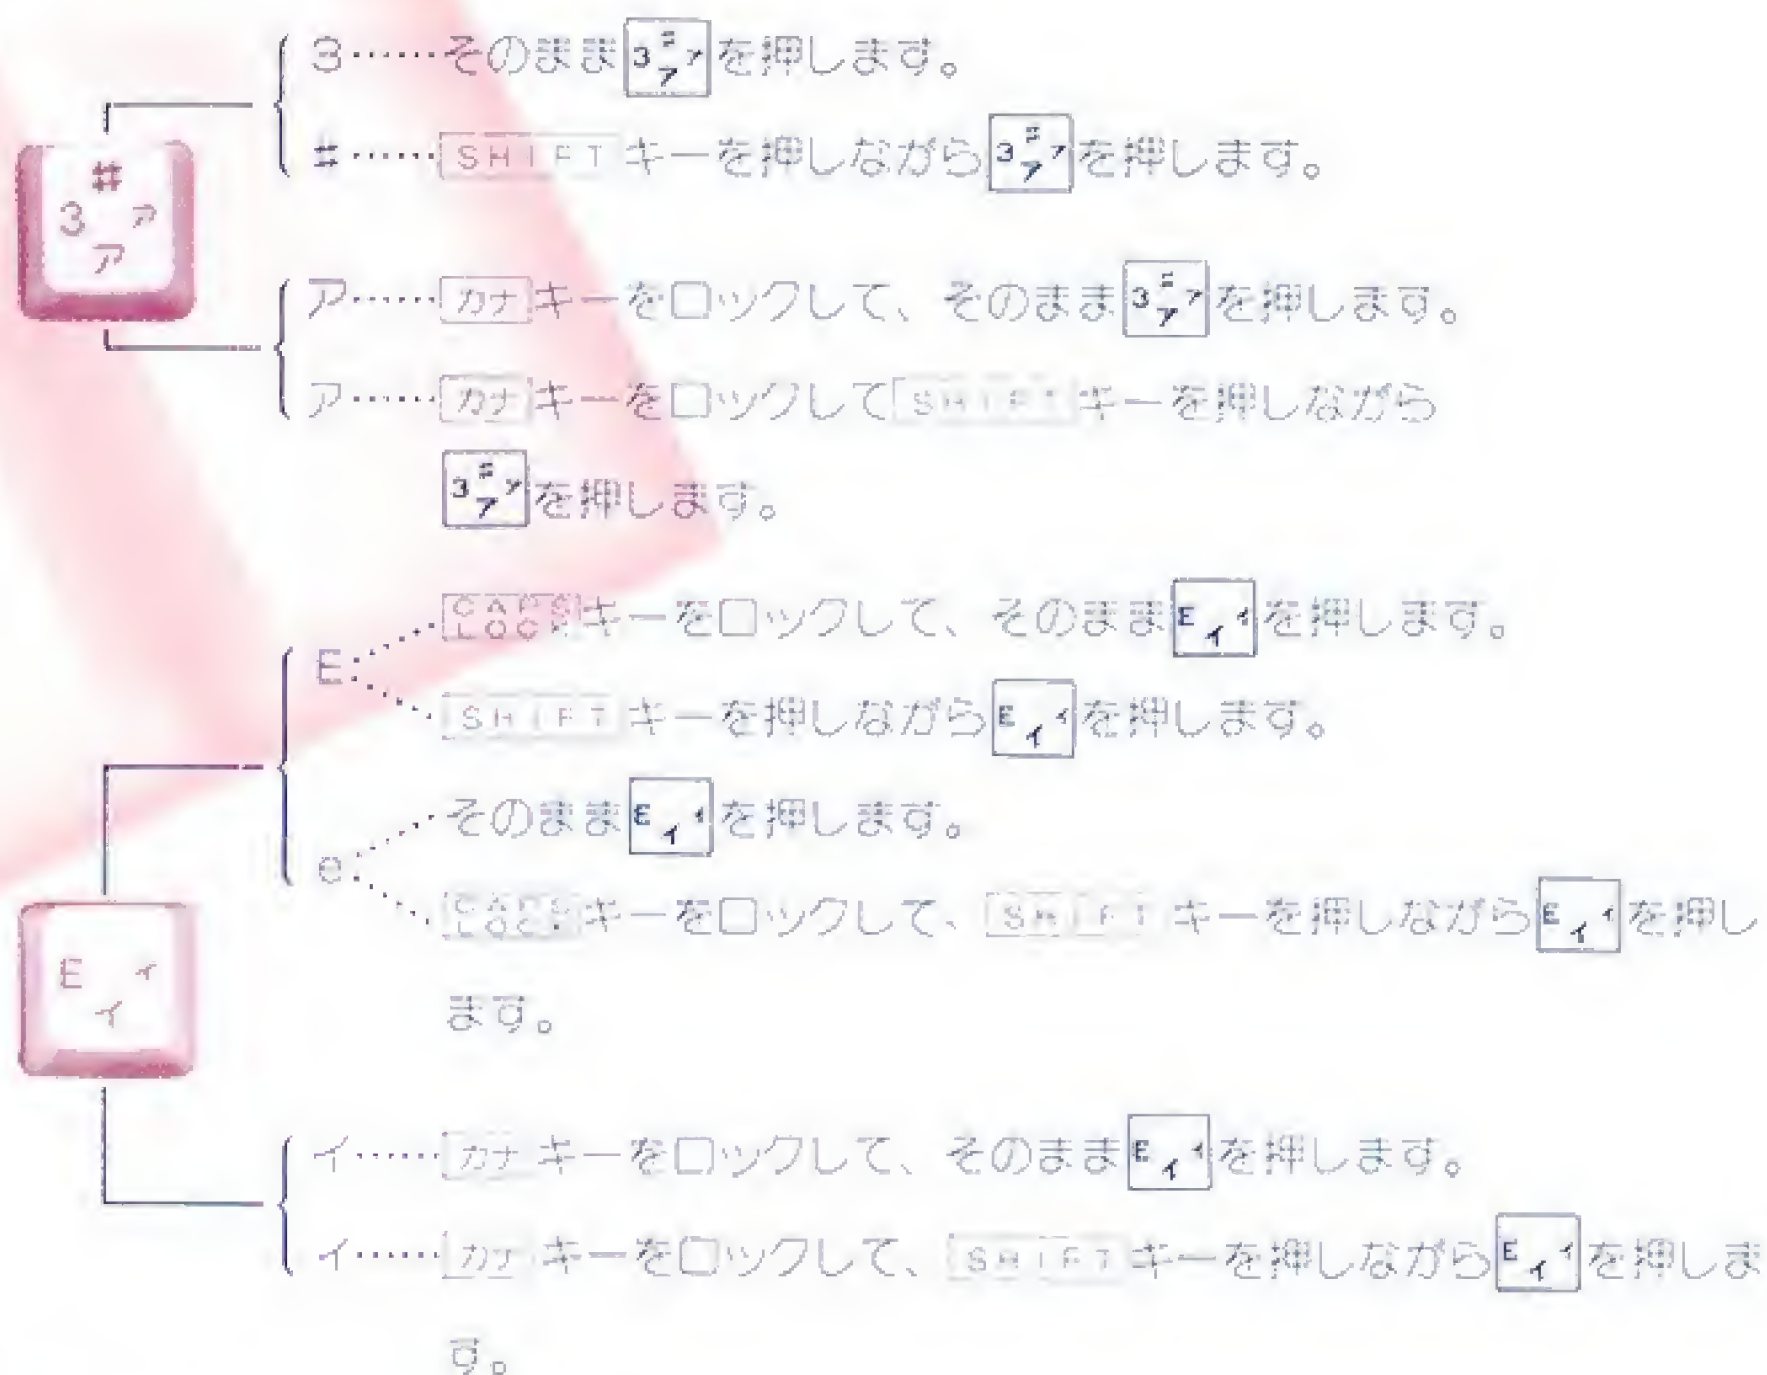 3……そのまま3#アァを押します。
#……SHIFTキーを押しながら3#アァを押します。
# 3 ァ ア
ア……カナキーをロックして、そのまま3#アァを押します。
ァ……カナキーをロックしてSHIFTキーを押しながら
3#アァを押します。
E CAPS LOCKキーをロックして、そのままEイィを押します。
SHIFTキーを押しながらEイィを押します。
e そのままEイィを押します。
CAPS LOCKキーをロックして、SHIFTキーを押しながらEイィを押し
ます。
E ィ イ
イ……カナキーをロックして、そのままEイィを押します。
ィ……カナキーをロックして、SHIFTキーを押しながらEイィを押しま
す。